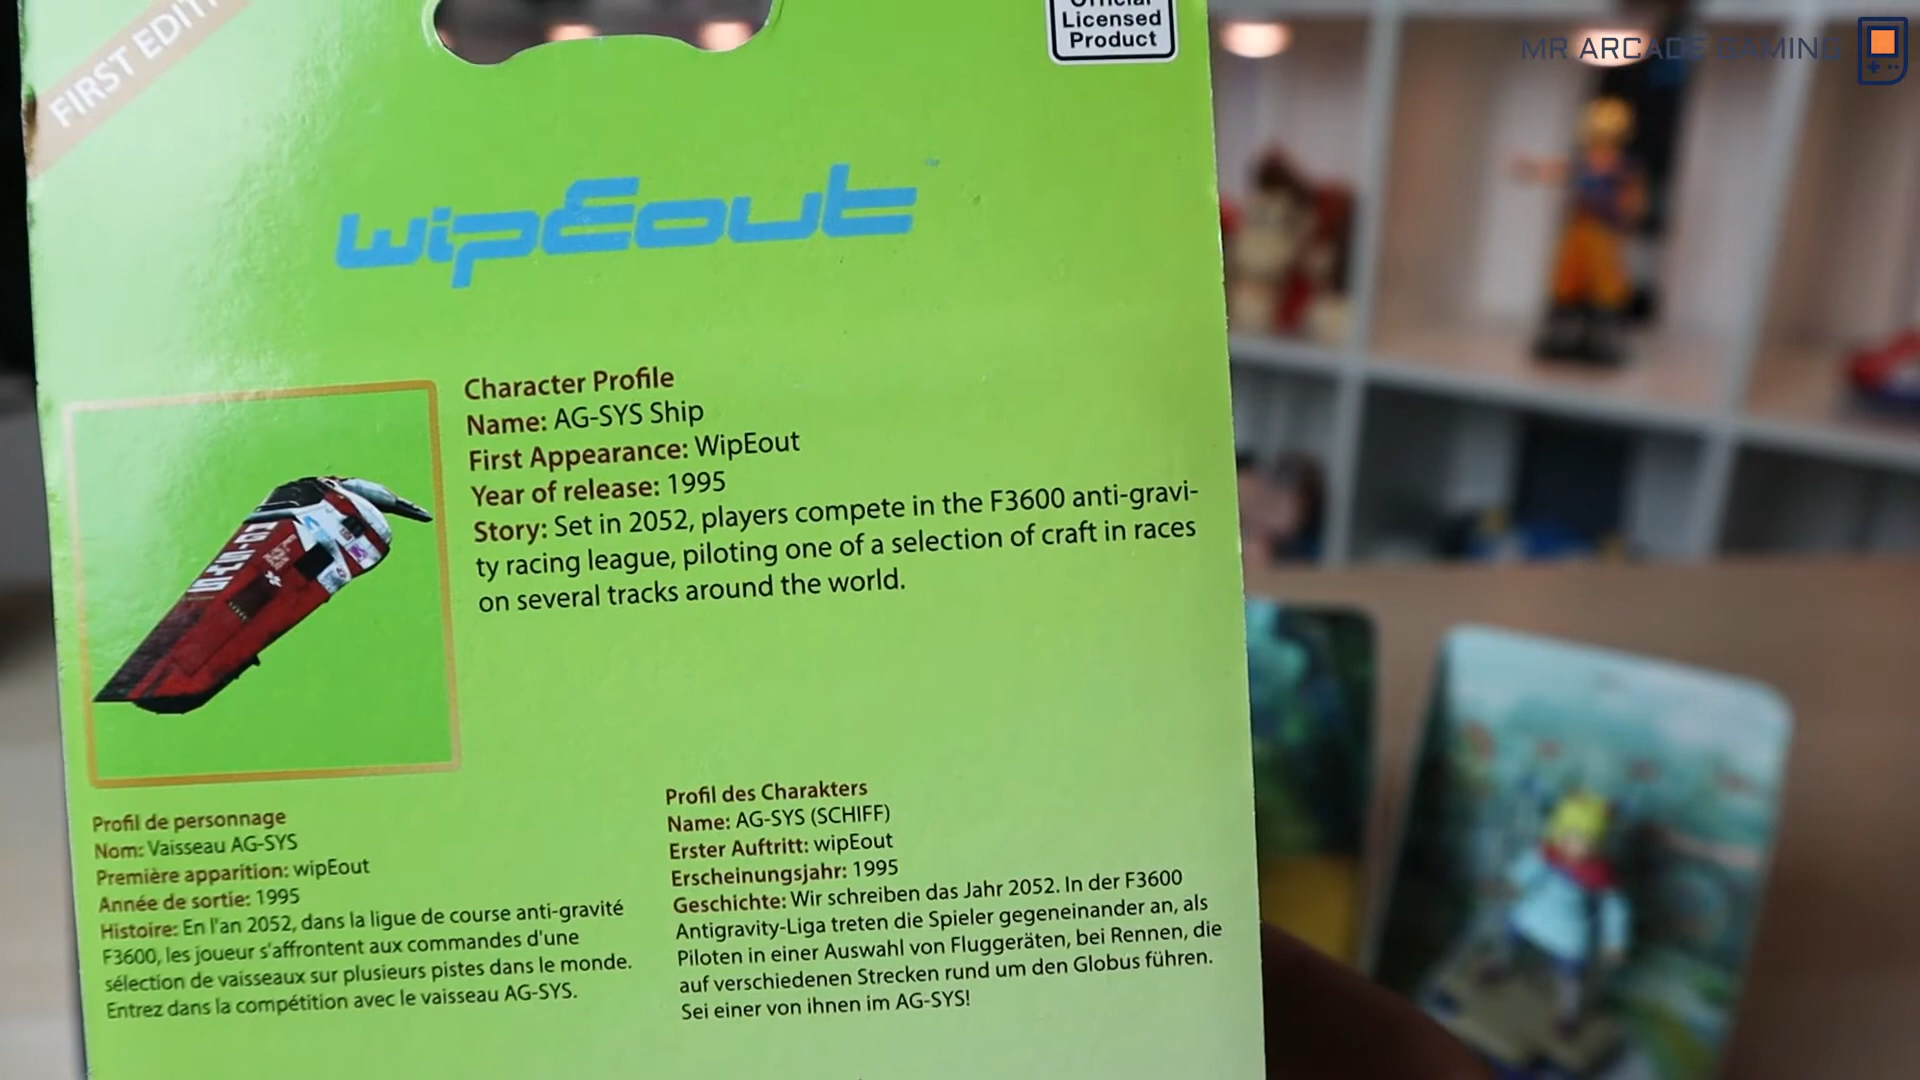 FIRST EDITI
Official
Licensed
Product
MR ARCADE GAMING
wipEout™
Character Profile
Name: AG-SYS Ship
First Appearance: WipEout
Year of release: 1995
Story: Set in 2052, players compete in the F3600 anti-gravi-
ty racing league, piloting one of a selection of craft in races
on several tracks around the world.
Profil de personnage
Nom: Vaisseau AG-SYS
Première apparition: wipEout
Année de sortie: 1995
Histoire: En l'an 2052, dans la ligue de course anti-gravité
F3600, les joueur s'affrontent aux commandes d'une
sélection de vaisseaux sur plusieurs pistes dans le monde.
Entrez dans la compétition avec le vaisseau AG-SYS.
Profil des Charakters
Name: AG-SYS (SCHIFF)
Erster Auftritt: wipEout
Erscheinungsjahr: 1995
Geschichte: Wir schreiben das Jahr 2052. In der F3600
Antigravity-Liga treten die Spieler gegeneinander an, als
Piloten in einer Auswahl von Fluggeräten, bei Rennen, die
auf verschiedenen Strecken rund um den Globus führen.
Sei einer von ihnen im AG-SYS!